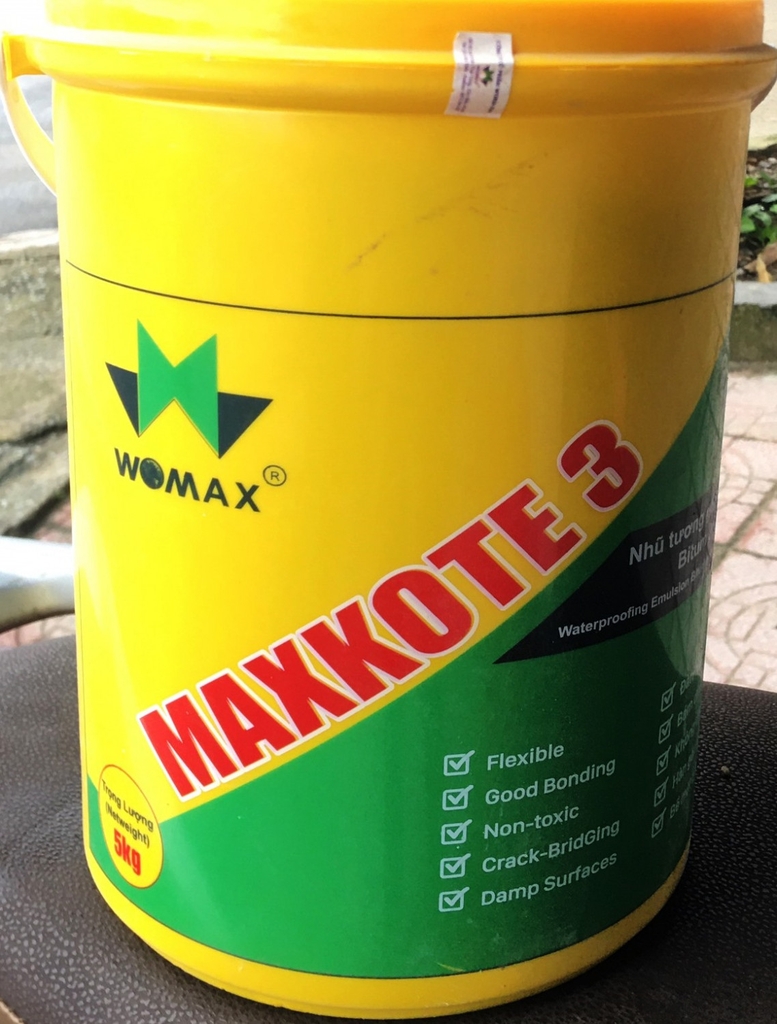 WOMAX ®
MAXKOTE 3
Nhũ tương
Waterproofing Emulsion
Flexible
Good Bonding
Non-toxic
Crack-BridGing
Damp Surfaces
Trọng Lượng
(Netweight)
5kg